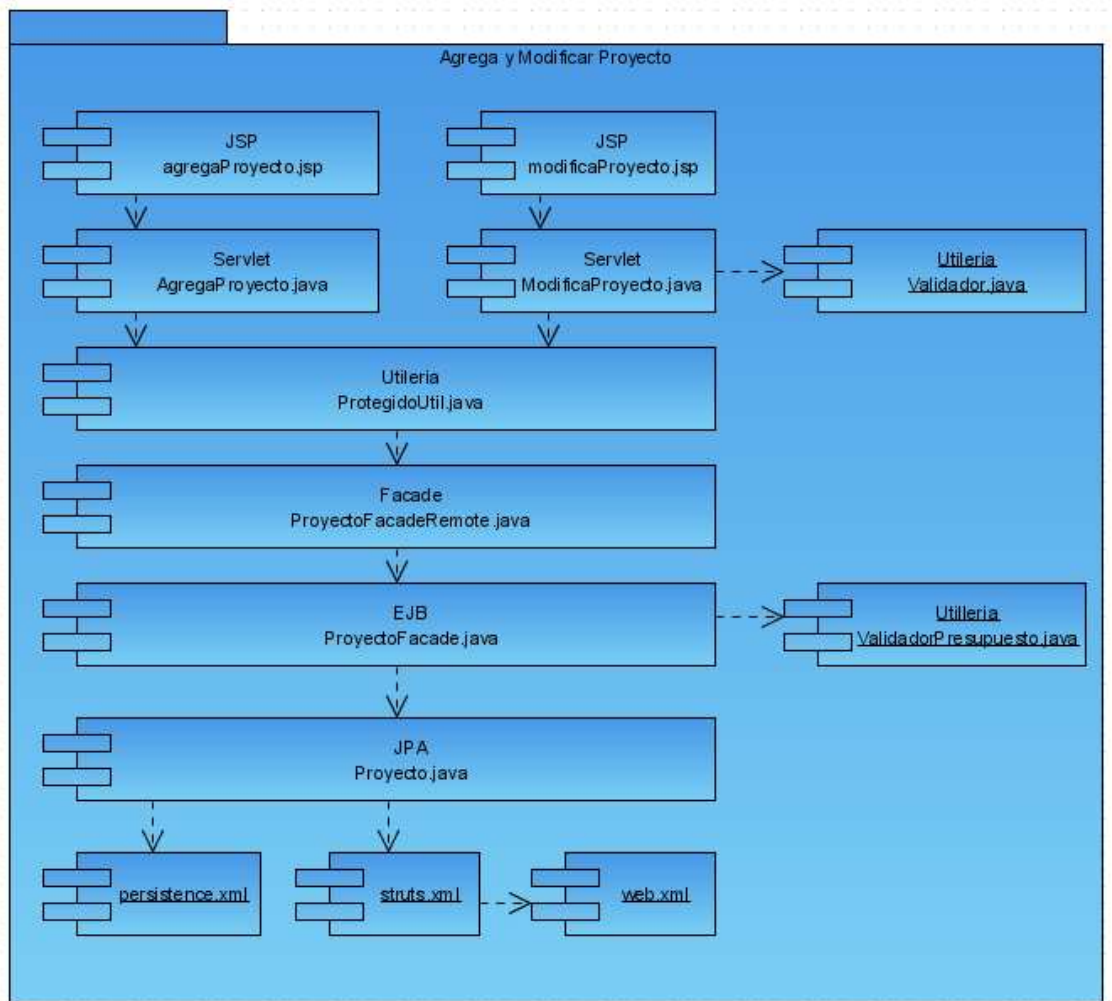 Agrega y Modificar Proyecto
JSP
agregaProyecto.jsp
JSP
modificaProyecto.jsp
Servlet
AgregaProyecto.java
Servlet
ModificaProyecto.java
Utileria
Validador.java
Utileria
ProtegidoUtil.java
Facade
ProyectoFacadeRemote.java
EJB
ProyectoFacade.java
Utilleria
ValidadorPresupuesto.java
JPA
Proyecto.java
persistence.xml
struts.xml
web.xml